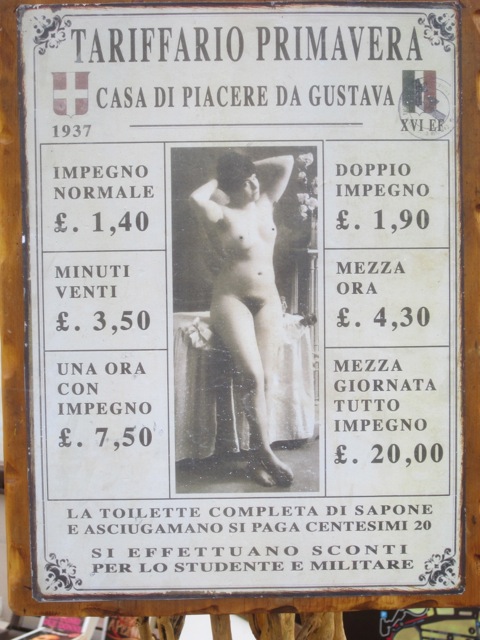 TARIFFARIO PRIMAVERA
CASA DI PIACERE DA GUSTAVA
1937
XVI EF
IMPEGNO
NORMALE
£. 1,40
DOPPIO
IMPEGNO
£. 1,90
MINUTI
VENTI
£. 3,50
MEZZA
ORA
£. 4,30
UNA ORA
CON
IMPEGNO
£. 7,50
MEZZA
GIORNATA
TUTTO
IMPEGNO
£. 20,00
LA TOILETTE COMPLETA DI SAPONE
E ASCIUGAMANO SI PAGA CENTESIMI 20
SI EFFETTUANO SCONTI
PER LO STUDENTE E MILITARE